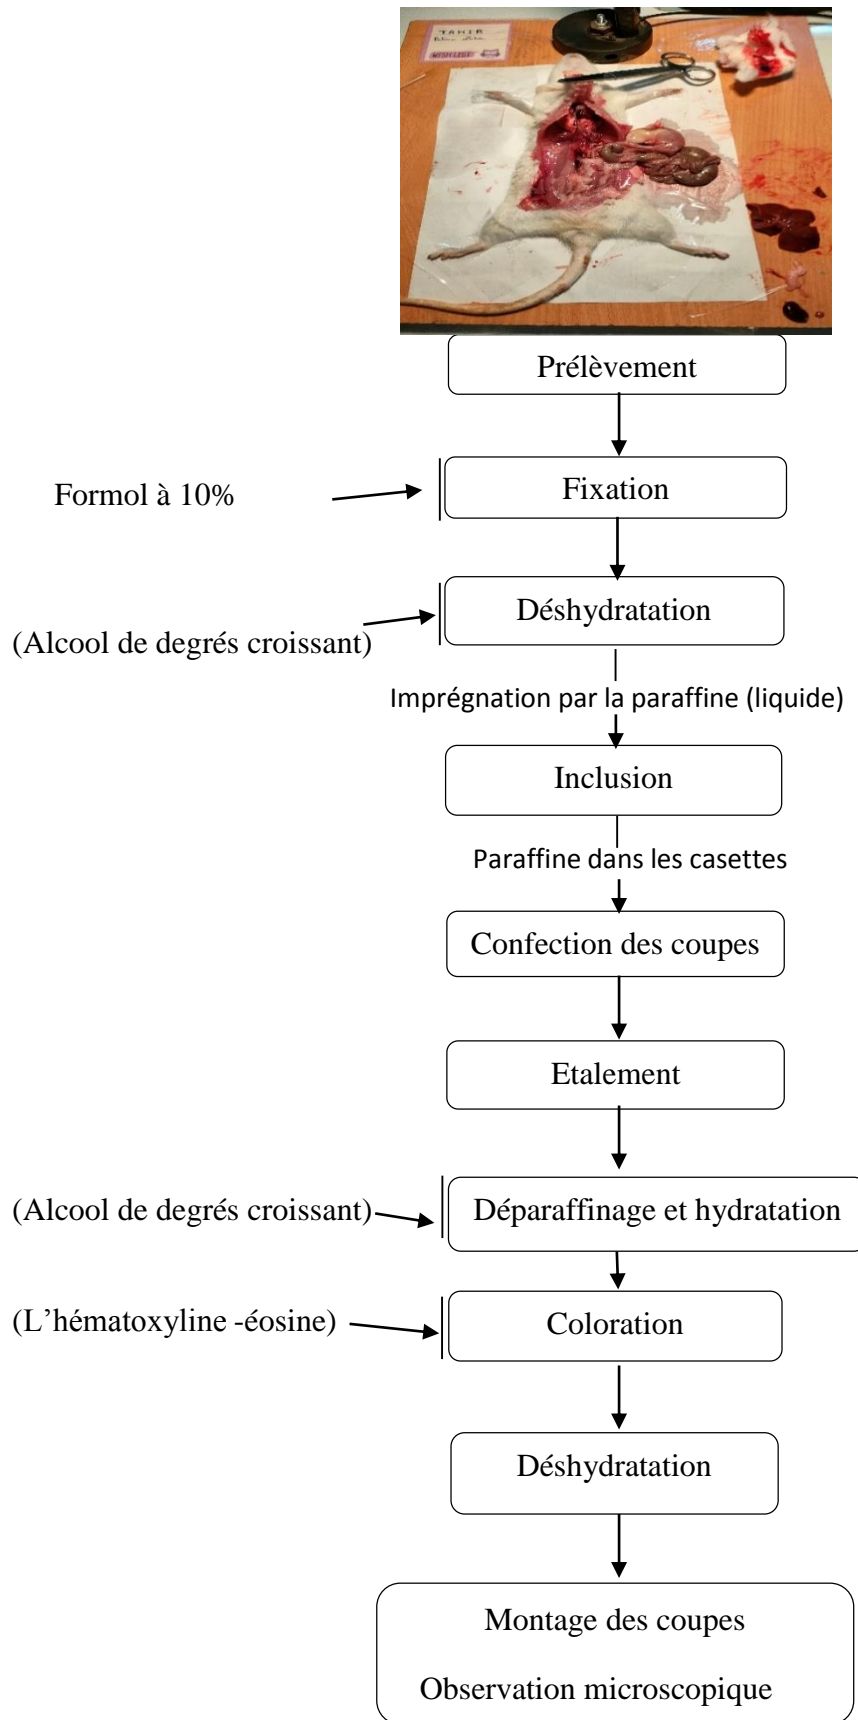 TAHIR
Prélèvement
Formol à 10%
Fixation
Déshydratation
(Alcool de degrés croissant)
Imprégnation par la paraffine (liquide)
Inclusion
Paraffine dans les casettes
Confection des coupes
Etalement
(Alcool de degrés croissant)
Déparaffinage et hydratation
(L’hématoxyline -éosine)
Coloration
Déshydratation
Montage des coupes
Observation microscopique